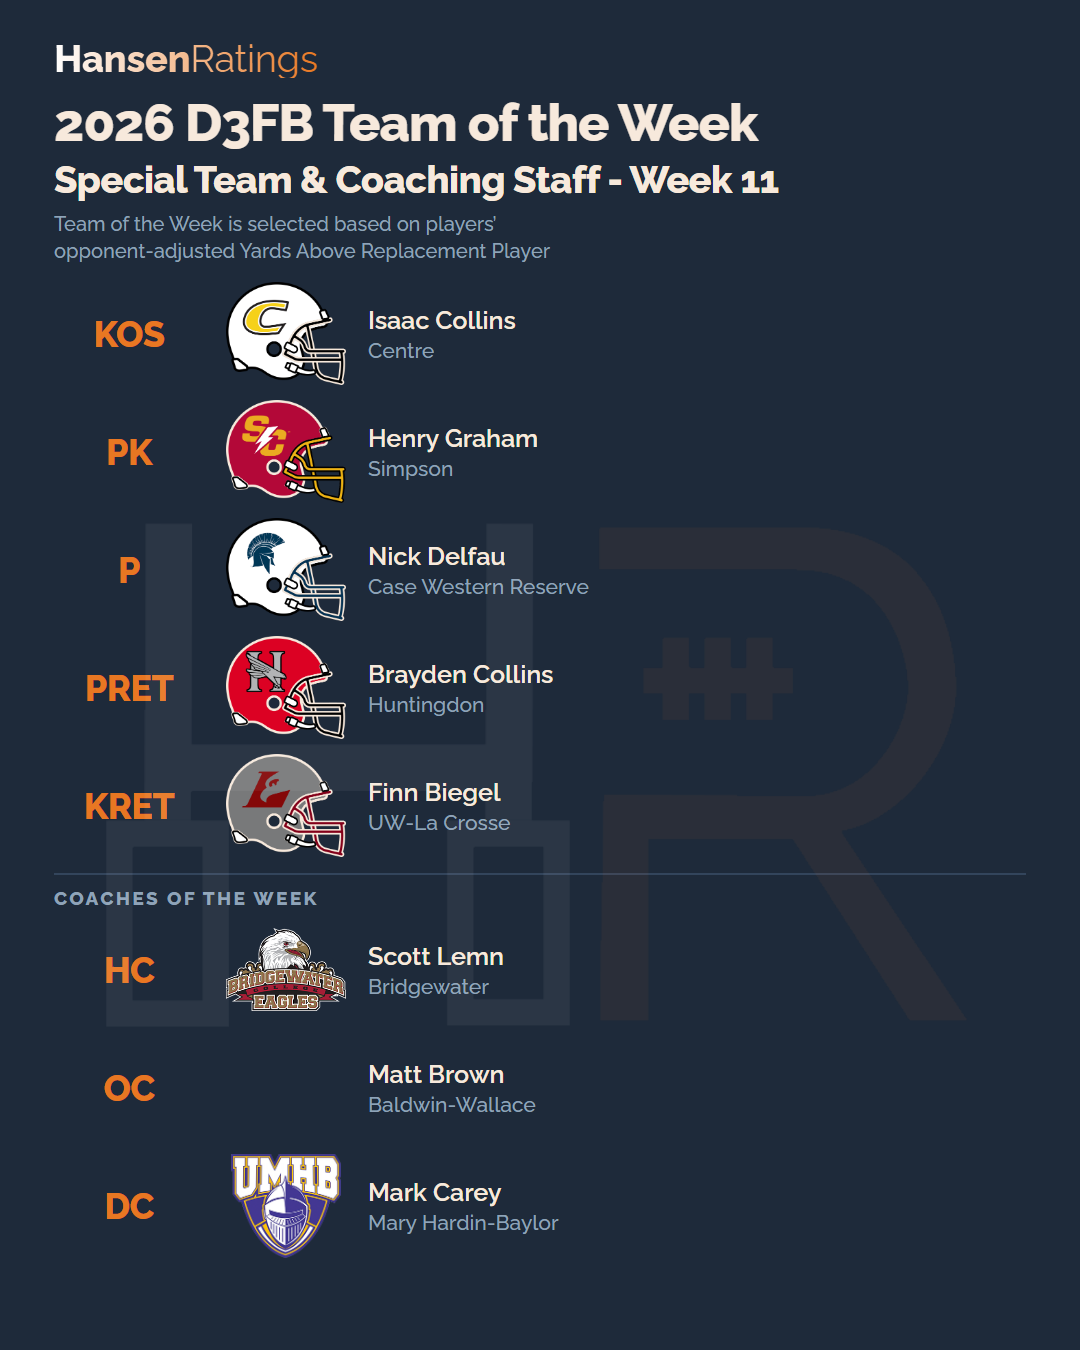 HansenRatings
2026 D3FB Team of the Week
Special Team & Coaching Staff - Week 11
Team of the Week is selected based on players'
opponent-adjusted Yards Above Replacement Player
KOS
C
Isaac Collins
Centre
PK
SC
Henry Graham
Simpson
P
Nick Delfau
Case Western Reserve
PRET
H
Brayden Collins
Huntingdon
KRET
L
Finn Biegel
UW-La Crosse
COACHES OF THE WEEK
HC
BRIDGEWATER
COLLEGE
EAGLES
Scott Lemn
Bridgewater
OC
Matt Brown
Baldwin-Wallace
DC
UMHB
Mark Carey
Mary Hardin-Baylor